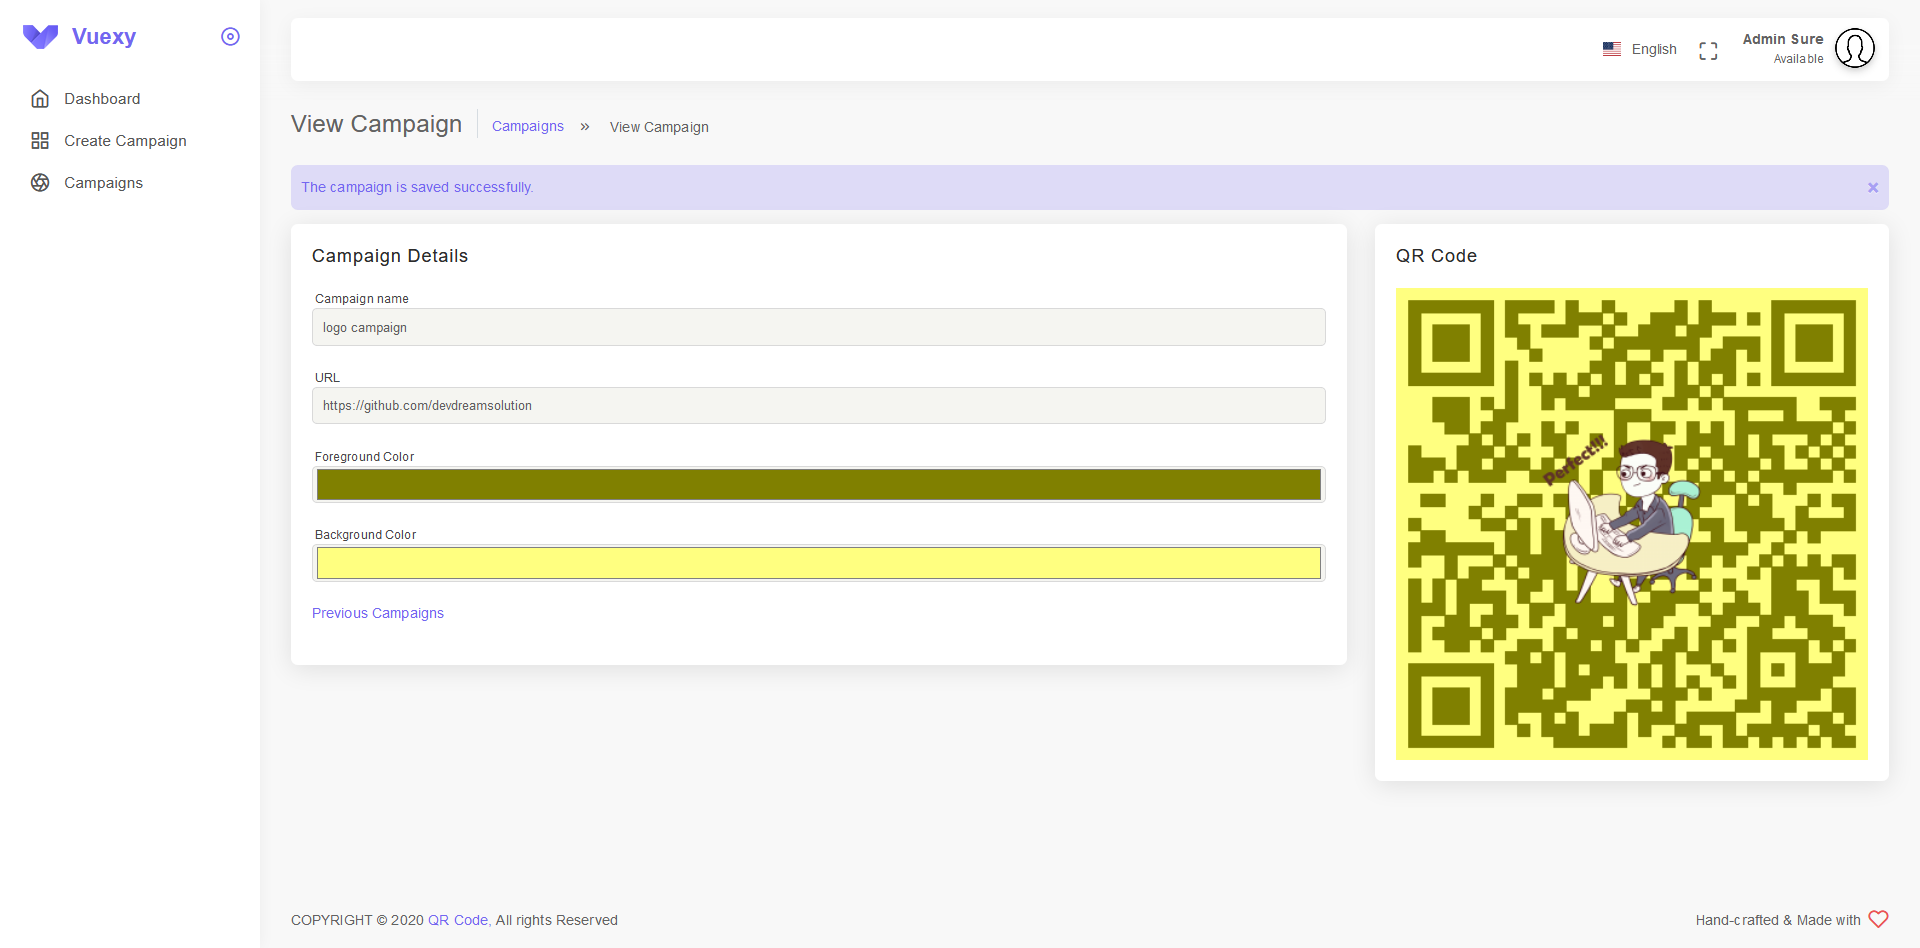 Vuexy
Dashboard
Create Campaign
Campaigns
English
Admin Sure
Available
View Campaign
Campaigns » View Campaign
The campaign is saved successfully.
×
Campaign Details
Campaign name
logo campaign
URL
https://github.com/devdreamsolution
Foreground Color
Background Color
Previous Campaigns
QR Code
Perfect!!!
COPYRIGHT © 2020 QR Code, All rights Reserved
Hand-crafted & Made with